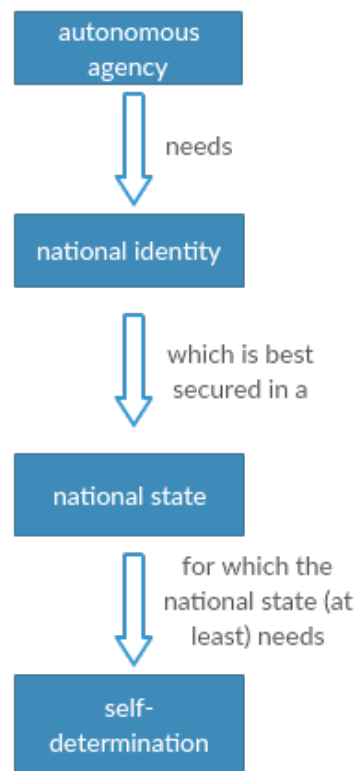 autonomous
agency
needs
national identity
which is best
secured in a
national state
for which the
national state (at
least) needs
self-
determination